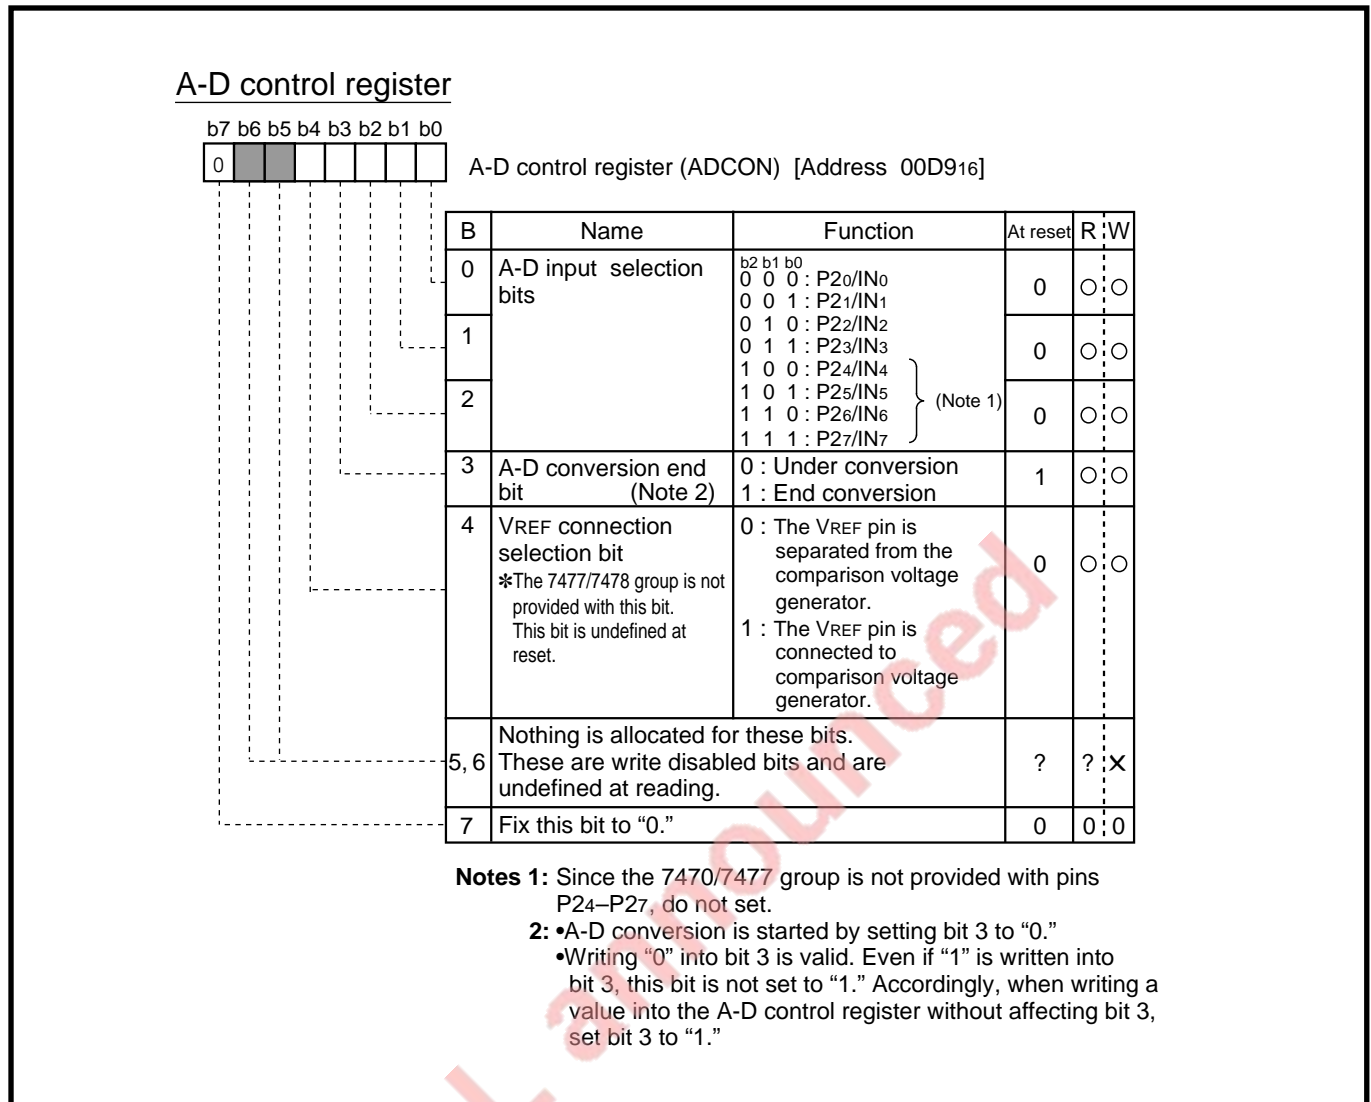 A-D control register
b7 b6 b5 b4 b3 b2 b1 b0
0
A-D control register (ADCON) [Address 00D916]
B Name Function At reset R W
0 A-D input selection bits
b2 b1 b0
0 0 0 : P20/IN0
0 0 1 : P21/IN1
0 1 0 : P22/IN2
0 1 1 : P23/IN3
1 0 0 : P24/IN4
1 0 1 : P25/IN5
1 1 0 : P26/IN6
1 1 1 : P27/IN7
(Note 1)
0 ○ ○
1
0 ○ ○
2
0 ○ ○
3 A-D conversion end
bit (Note 2)
0 : Under conversion
1 : End conversion
1 ○ ○
4 VREF connection
selection bit
✽The 7477/7478 group is not
provided with this bit.
This bit is undefined at
reset.
0 : The VREF pin is
separated from the
comparison voltage
generator.
1 : The VREF pin is
connected to
comparison voltage
generator.
0 ○ ○
5, 6
Nothing is allocated for these bits.
These are write disabled bits and are
undefined at reading.
? ? ×
7 Fix this bit to “0.” 0 0 0
Notes 1: Since the 7470/7477 group is not provided with pins
P24–P27, do not set.
2: •A-D conversion is started by setting bit 3 to “0.”
•Writing “0” into bit 3 is valid. Even if “1” is written into
bit 3, this bit is not set to “1.” Accordingly, when writing a
value into the A-D control register without affecting bit 3,
set bit 3 to “1.”
announced